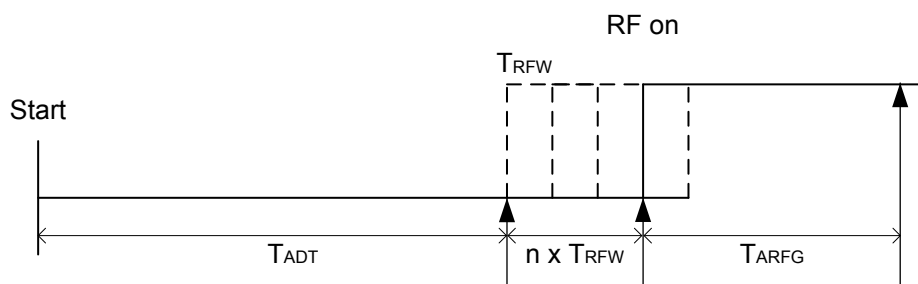 RF on
TRFW
Start
TADT
n x TRFW
TARFG